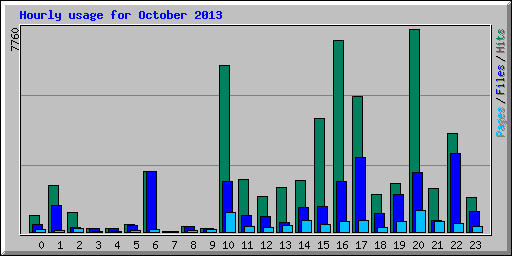 Hourly usage for October 2013
7760
Pages / Files / Hits
0 1 2 3 4 5 6 7 8 9 10 11 12 13 14 15 16 17 18 19 20 21 22 23